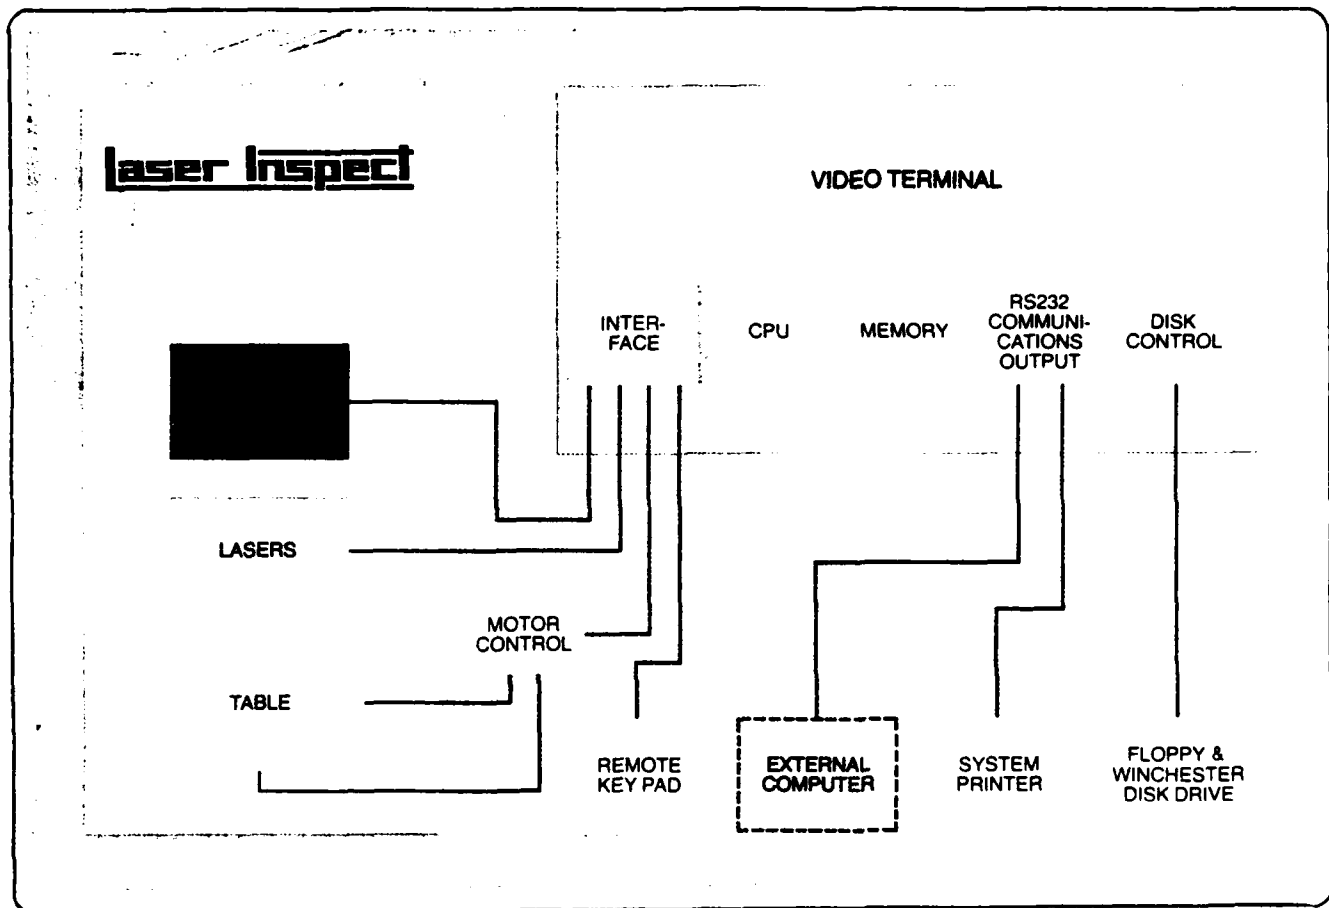 Laser Inspect
VIDEO TERMINAL
INTER-
FACE
CPU
MEMORY
RS232
COMMUNI-
CATIONS
OUTPUT
DISK
CONTROL
LASERS
MOTOR
CONTROL
TABLE
REMOTE
KEY PAD
EXTERNAL
COMPUTER
SYSTEM
PRINTER
FLOPPY &
WINCHESTER
DISK DRIVE